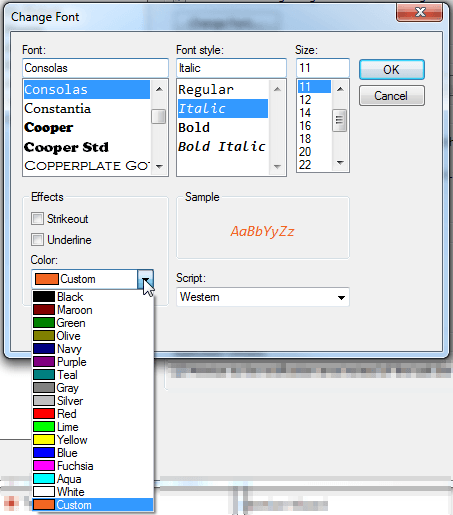 Change Font
Font:
Consolas
Consolas
Constantia
Cooper
Cooper Std
COPPERPLATE GOT
Font style:
Italic
Regular
Italic
Bold
Bold Italic
Size:
11
11
12
14
16
18
20
22
OK
Cancel
Effects
Strikeout
Underline
Color:
Custom
Black
Maroon
Green
Olive
Navy
Purple
Teal
Gray
Silver
Red
Lime
Yellow
Blue
Fuchsia
Aqua
White
Custom
Sample
AaBbYyZz
Script:
Western